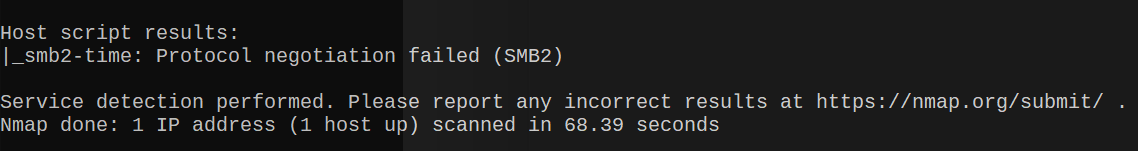 Host script results:
|_smb2-time: Protocol negotiation failed (SMB2)
Service detection performed. Please report any incorrect results at https://nmap.org/submit/ .
Nmap done: 1 IP address (1 host up) scanned in 68.39 seconds